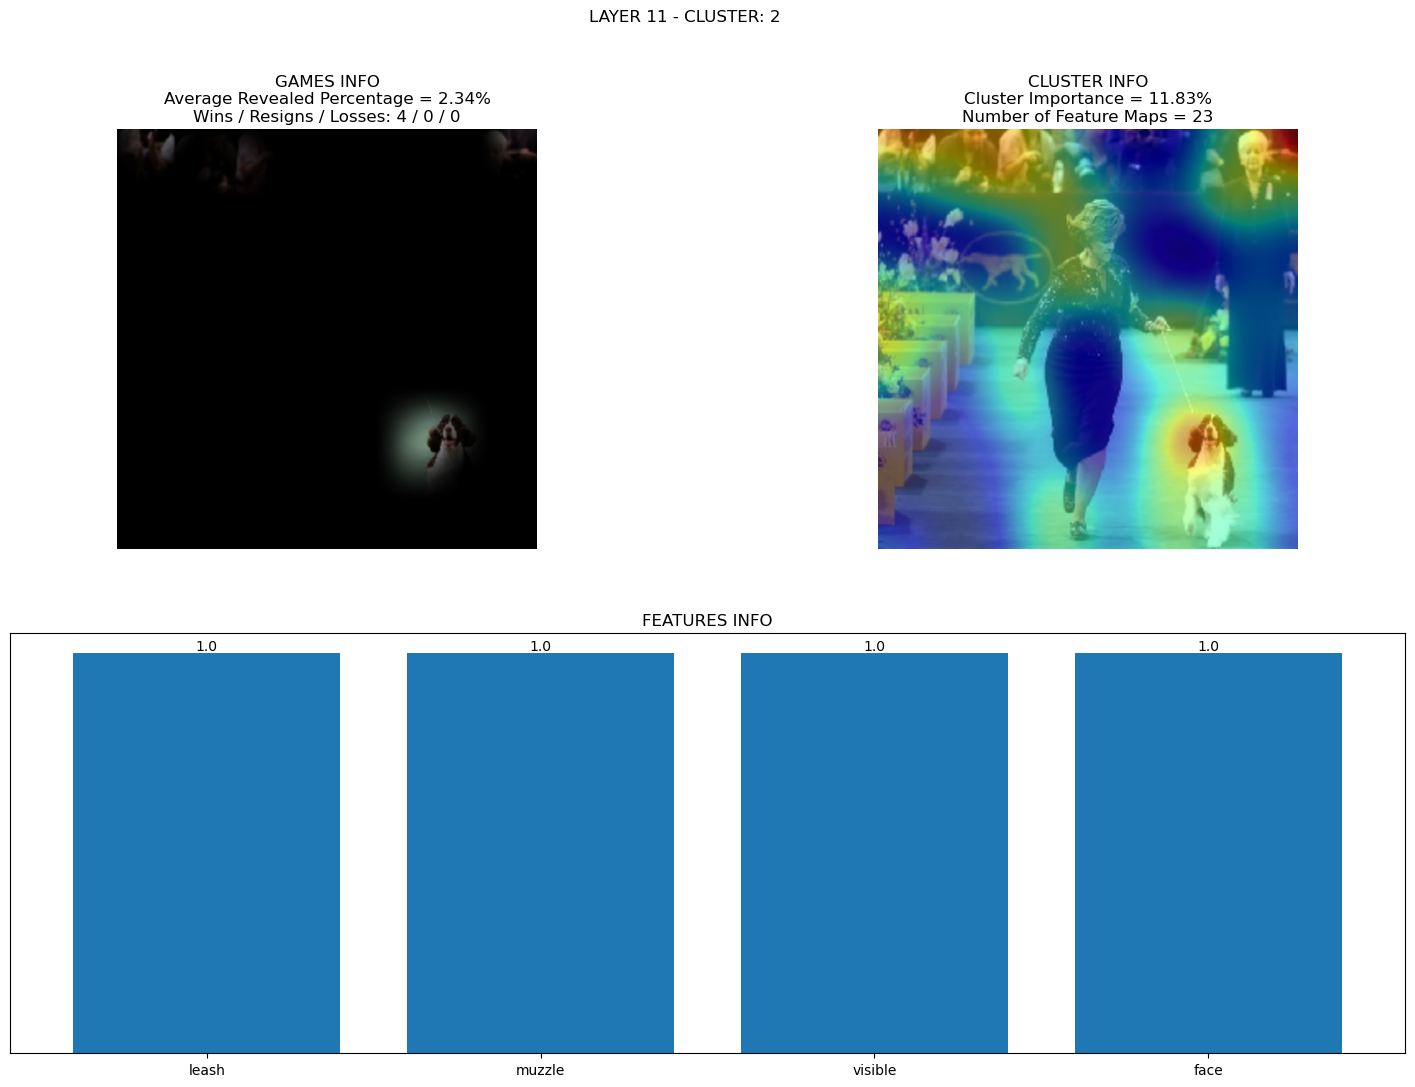 LAYER 11 - CLUSTER: 2
GAMES INFO
Average Revealed Percentage = 2.34%
Wins / Resigns / Losses: 4 / 0 / 0
CLUSTER INFO
Cluster Importance = 11.83%
Number of Feature Maps = 23
FEATURES INFO
1.0 1.0 1.0 1.0
leash muzzle visible face